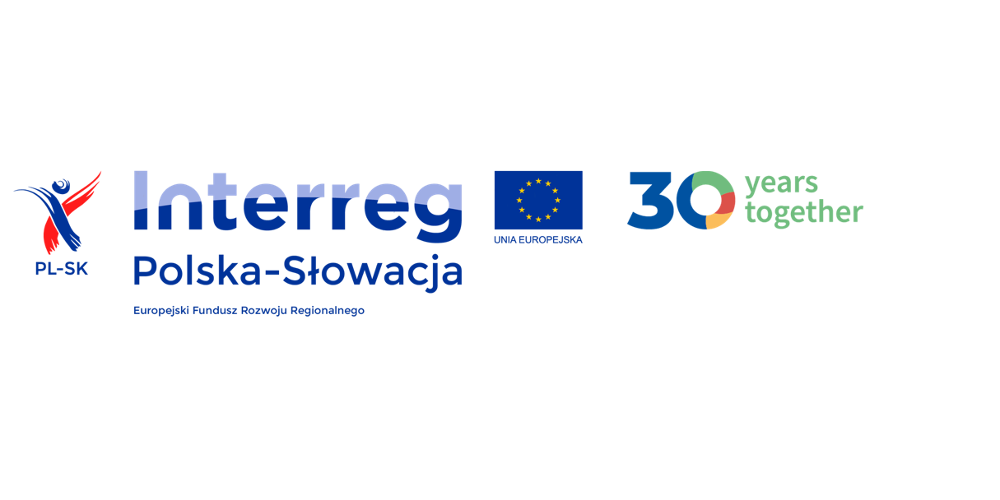 PL-SK
Interreg
Polska-Słowacja
Europejski Fundusz Rozwoju Regionalnego
UNIA EUROPEJSKA
30 years
together